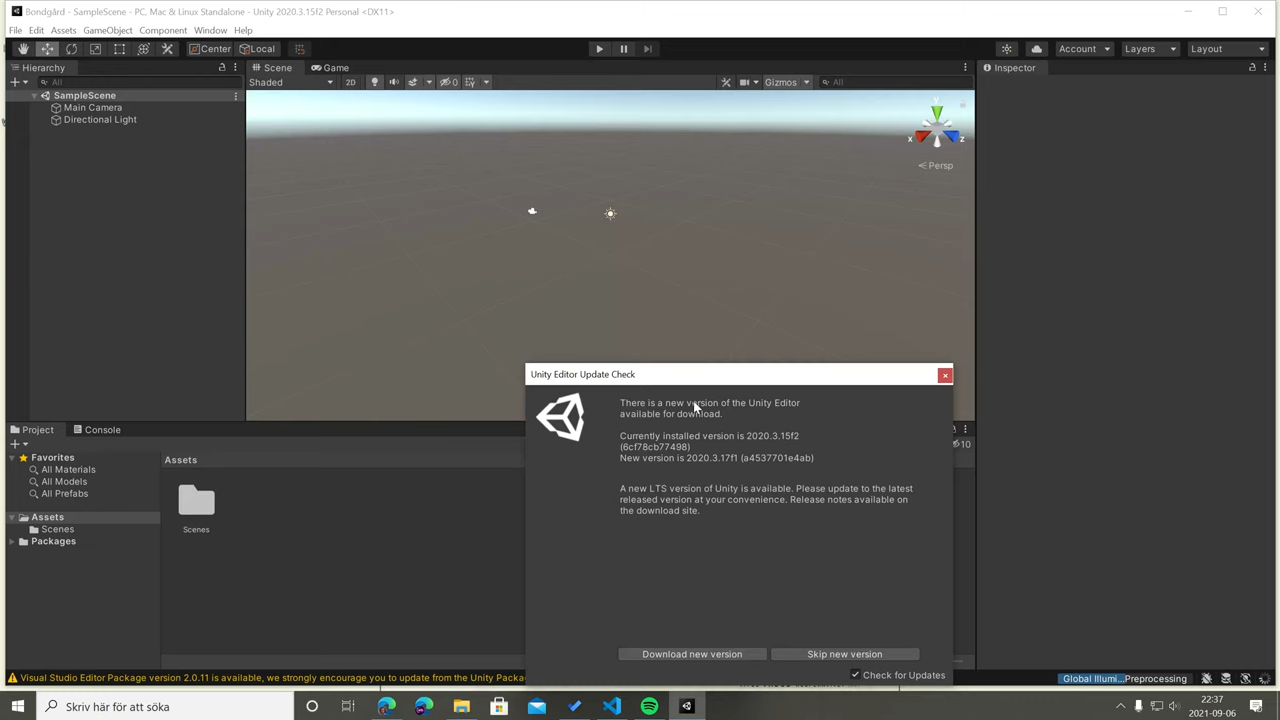 Bondgård - SampleScene - PC, Mac & Linux Standalone - Unity 2020.3.15f2 Personal <DX11>
File Edit Assets GameObject Component Window Help
Center Local Account Layers Layout
Hierarchy Scene Game Inspector
All Shaded 2D 0 Gizmos All
SampleScene
Main Camera
Directional Light
y
x z
Persp
Unity Editor Update Check
There is a new version of the Unity Editor
available for download.
Currently installed version is 2020.3.15f2
(6cf78cb77498)
New version is 2020.3.17f1 (a4537701e4ab)
A new LTS version of Unity is available. Please update to the latest
released version at your convenience. Release notes available on
the download site.
Download new version Skip new version
Check for Updates
Project Console
10
Favorites
All Materials
All Models
All Prefabs
Assets
Scenes
Packages
Assets
Scenes
Visual Studio Editor Package version 2.0.11 is available, we strongly encourage you to update from the Unity Packa
Global Illumi... Preprocessing
Skriv här för att söka
22:37
2021-09-06